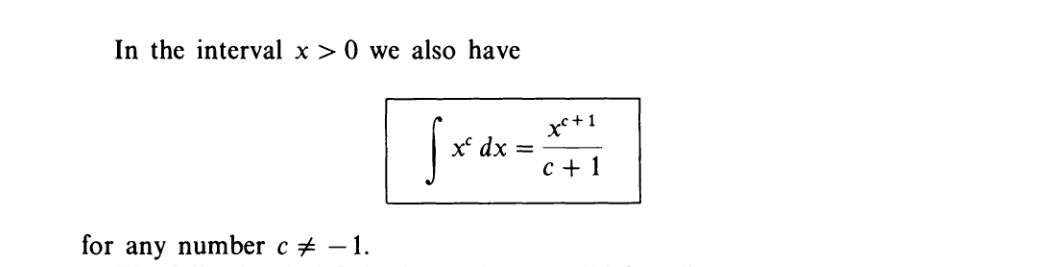 In the interval x > 0 we also have
∫ x^c dx = x^{c+1} / (c + 1)
for any number c ≠ −1.